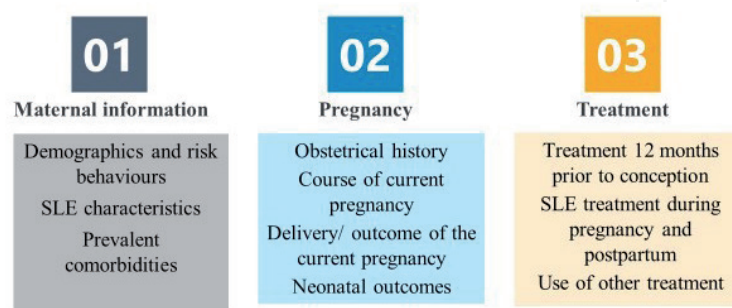 01
Maternal information
Demographics and risk
behaviours
SLE characteristics
Prevalent
comorbidities
02
Pregnancy
Obstetrical history
Course of current
pregnancy
Delivery/ outcome of the
current pregnancy
Neonatal outcomes
03
Treatment
Treatment 12 months
prior to conception
SLE treatment during
pregnancy and
postpartum
Use of other treatment